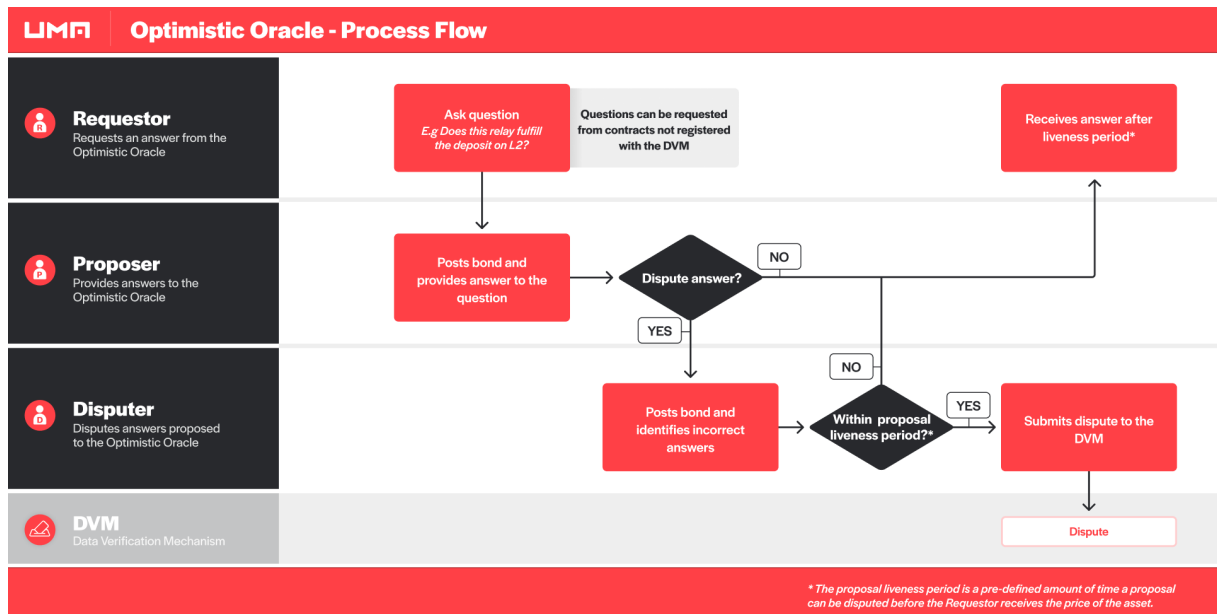 UMA
Optimistic Oracle - Process Flow
R
Requestor
Requests an answer from the
Optimistic Oracle
Ask question
E.g Does this relay fulfill
the deposit on L2?
Questions can be requested
from contracts not registered
with the DVM
Receives answer after
liveness period*
P
Proposer
Provides answers to the
Optimistic Oracle
Posts bond and
provides answer to the
question
Dispute answer?
NO
YES
D
Disputer
Disputes answers proposed
to the Optimistic Oracle
Posts bond and
identifies incorrect
answers
NO
Within proposal
liveness period?*
YES
Submits dispute to the
DVM
DVM
Data Verification Mechanism
Dispute
* The proposal liveness period is a pre-defined amount of time a proposal
can be disputed before the Requestor receives the price of the asset.